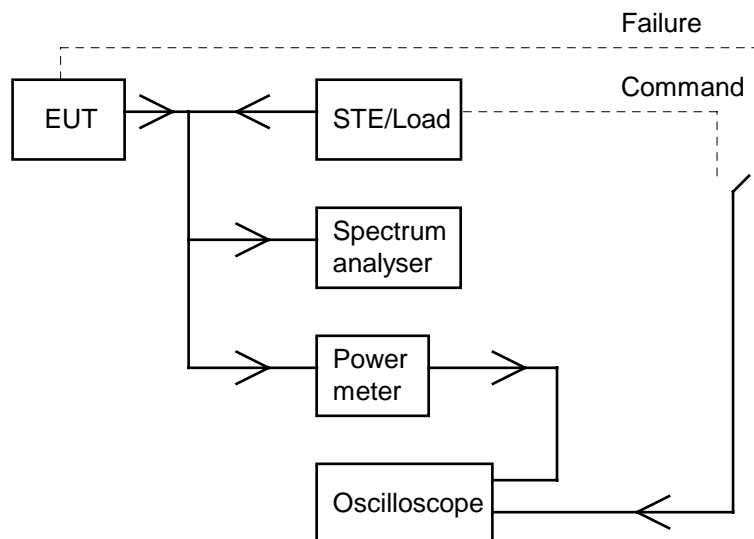 Failure
EUT
STE/Load
Command
Spectrum
analyser
Power
meter
Oscilloscope